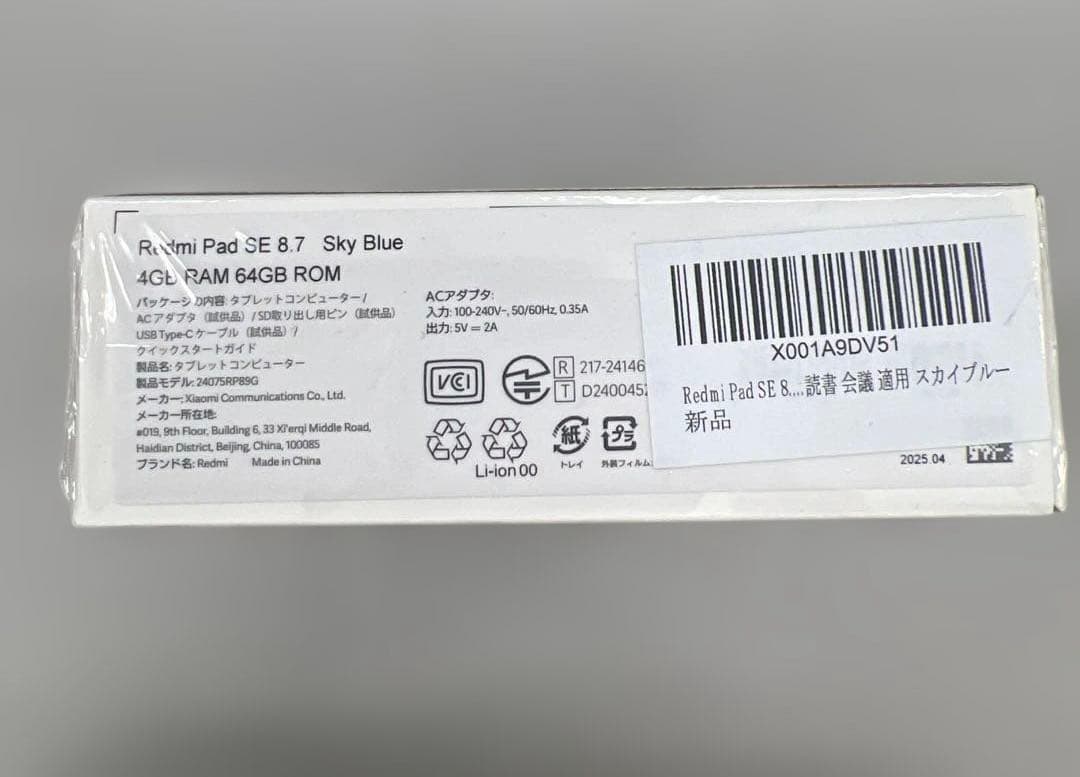 Redmi Pad SE 8.7 Sky Blue
4GB RAM 64GB ROM
パッケージの内容: タブレットコンピューター/
ACアダプタ（試供品）/SD取り出し用ピン（試供品）
USB Type-C ケーブル（試供品）/
クイックスタートガイド
製品名: タブレットコンピューター
製品モデル: 24075RP89G
メーカー: Xiaomi Communications Co., Ltd.
メーカー所在地:
#019, 9th Floor, Building 6, 33 Xi'erqi Middle Road,
Haidian District, Beijing, China, 100085
ブランド名: Redmi Made in China
ACアダプタ:
入力: 100-240V~, 50/60Hz, 0.35A
出力: 5V = 2A
VCCI
R 217-24146
T D240045
Li-ion 00
紙
トレイ
プラ
外装フィルム
X001A9DV51
Redmi Pad SE 8....読書 会議 適用 スカイブルー
新品
2025.04